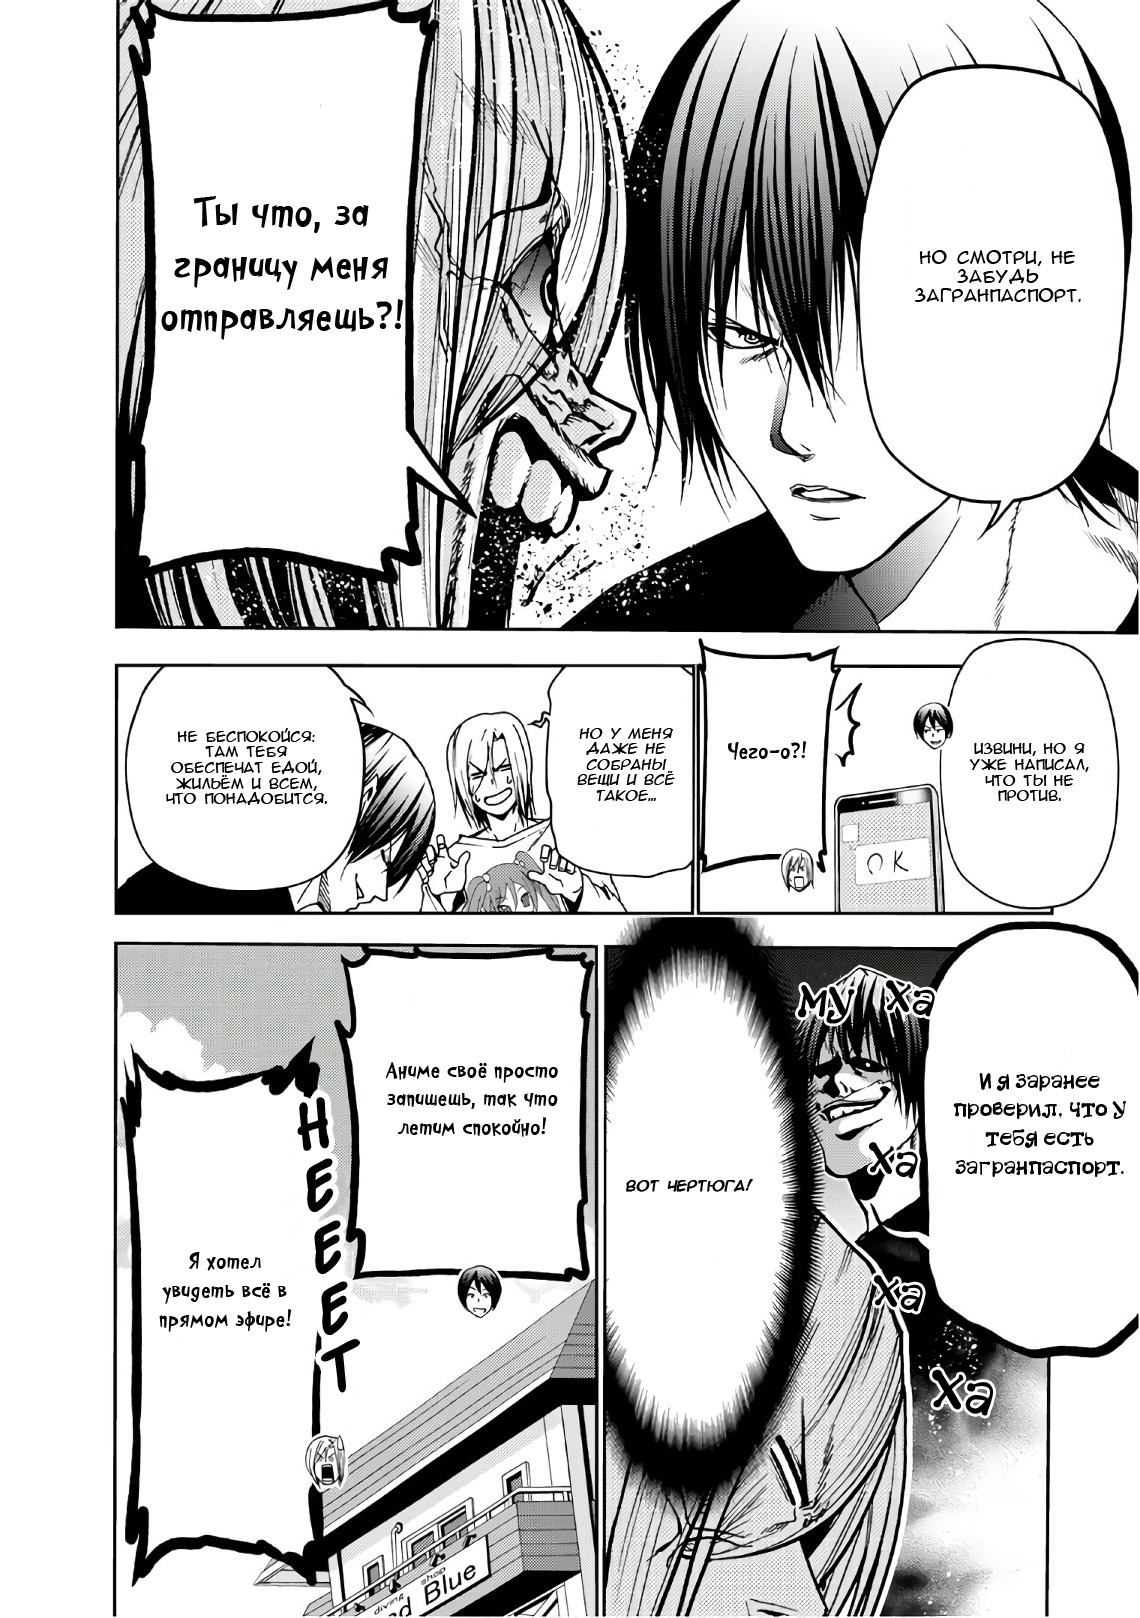 НО СМОТРИ, НЕ
ЗАБУДЬ
ЗАГРАНПАСПОРТ.
Ты что, за
границу меня
отправляешь?!
ИЗВИНИ, НО Я
УЖЕ НАПИСАЛ,
ЧТО ТЫ НЕ
ПРОТИВ.
OK
Чего-о?!
НО У МЕНЯ
ДАЖЕ НЕ
СОБРАНЫ
ВЕЩИ И ВСЁ
ТАКОЕ...
НЕ БЕСПОКОЙСЯ:
ТАМ ТЕБЯ
ОБЕСПЕЧАТ ЕДОЙ,
ЖИЛЬЁМ И ВСЕМ,
ЧТО ПОНАДОБИТСЯ.
И я заранее
проверил, что у
тебя есть
загранпаспорт.
МУ ХА
ХА
ХА
ХА
ВОТ ЧЕРТЮГА!
Аниме своё просто
запишешь, так что
летим спокойно!
НЕЕЕТ
Я хотел
увидеть всё в
прямом эфире!
diving shop
nd Blue